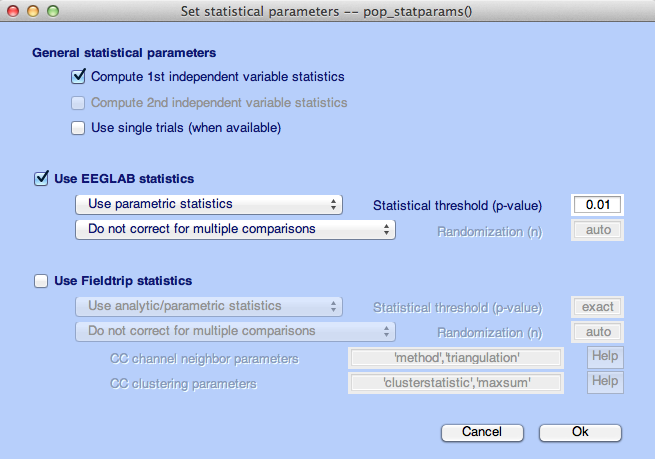 Set statistical parameters -- pop_statparams()
General statistical parameters
Compute 1st independent variable statistics
Compute 2nd independent variable statistics
Use single trials (when available)
Use EEGLAB statistics
Use parametric statistics Statistical threshold (p-value) 0.01
Do not correct for multiple comparisons Randomization (n) auto
Use Fieldtrip statistics
Use analytic/parametric statistics Statistical threshold (p-value) exact
Do not correct for multiple comparisons Randomization (n) auto
CC channel neighbor parameters 'method','triangulation' Help
CC clustering parameters 'clusterstatistic','maxsum' Help
Cancel Ok